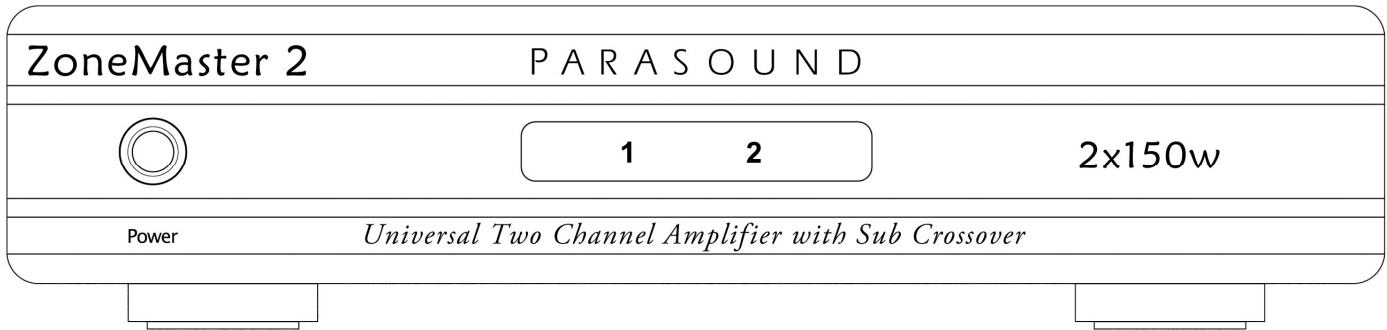 ZoneMaster 2
PARASOUND
1 2
2x150w
Power
Universal Two Channel Amplifier with Sub Crossover